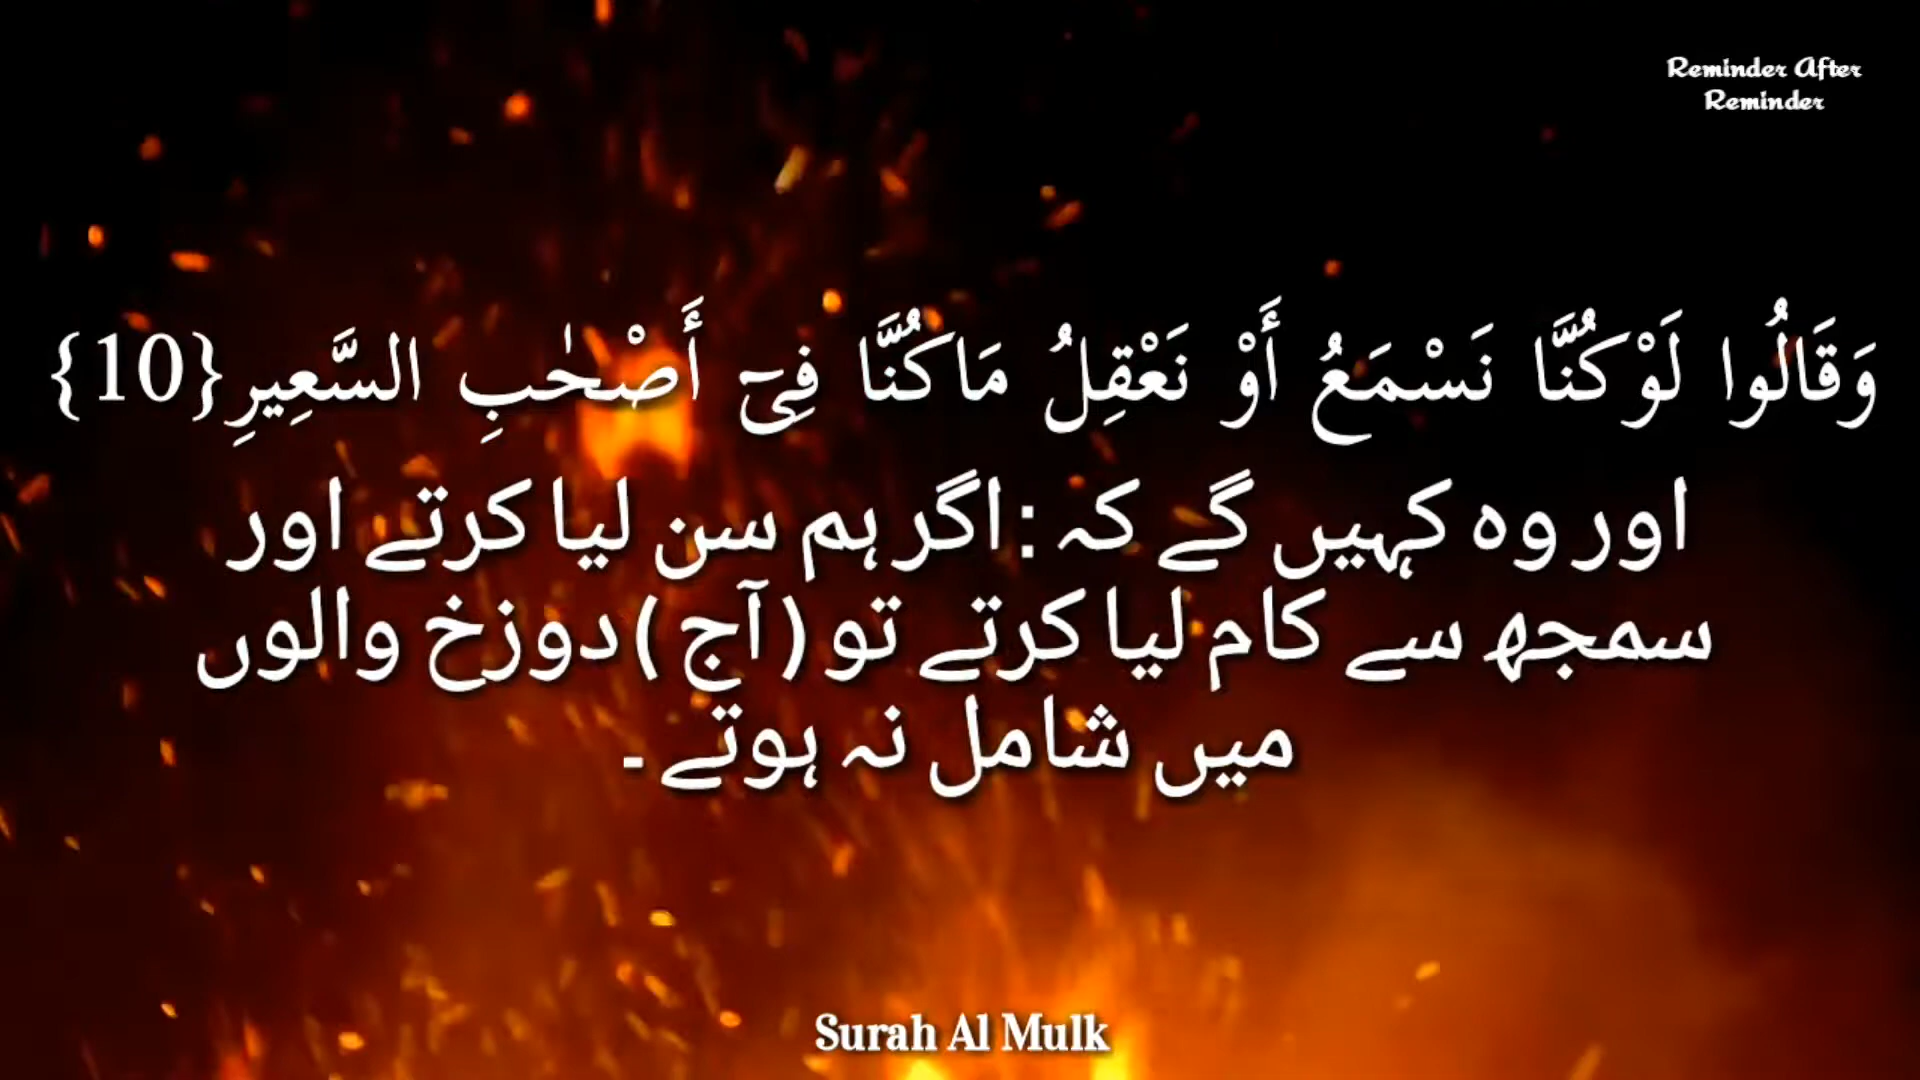 Reminder After
Reminder
وَقَالُوا لَوْكُنَّا نَسْمَعُ أَوْ نَعْقِلُ مَاكُنَّا فِىٓ أَصْحٰبِ السَّعِيرِ{10}
اور وہ کہیں گے کہ : اگر ہم سن لیا کرتے اور
سمجھ سے کام لیا کرتے تو ( آج ) دوزخ والوں
میں شامل نہ ہوتے ۔
Surah Al Mulk